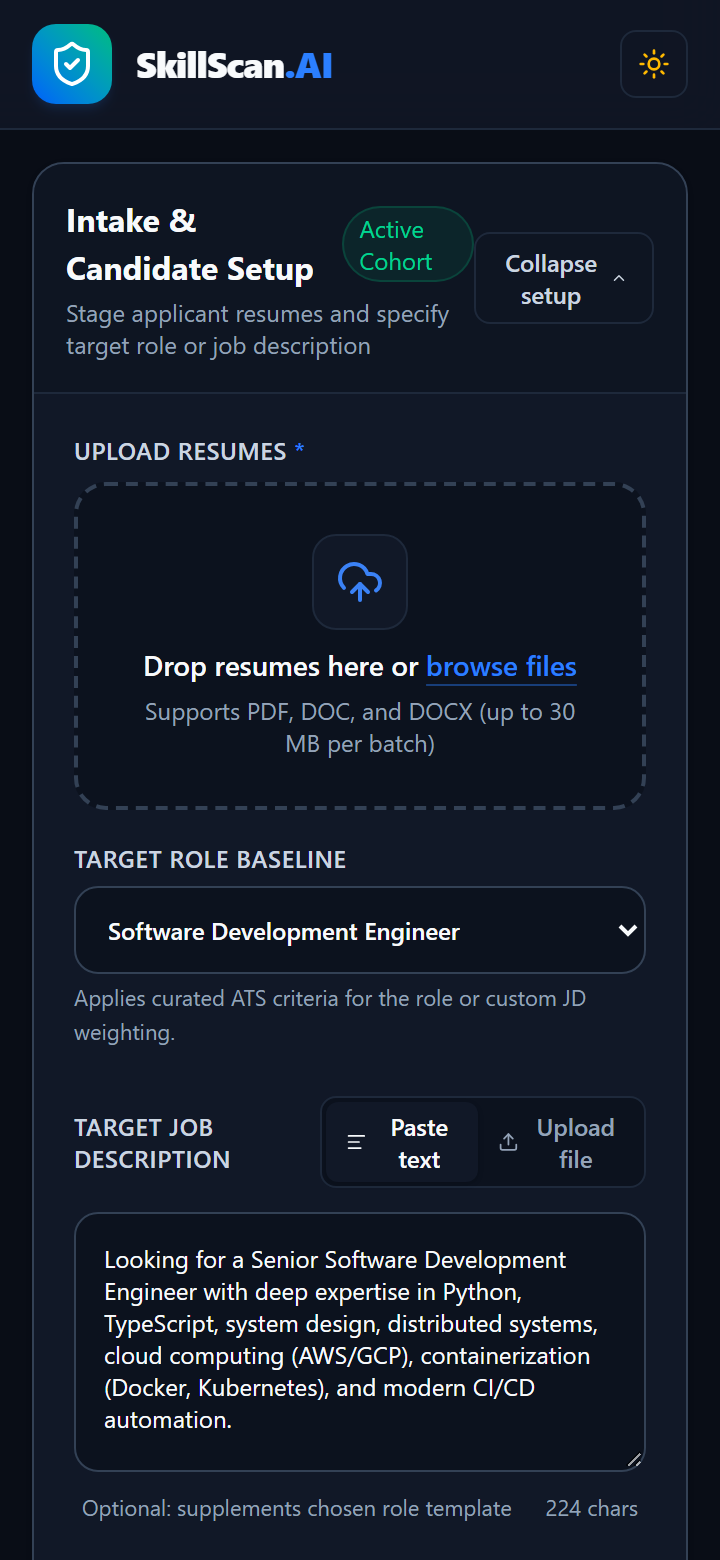 SkillScan.AI
Intake &
Candidate Setup
Active
Cohort
Collapse
setup
Stage applicant resumes and specify
target role or job description
UPLOAD RESUMES *
Drop resumes here or browse files
Supports PDF, DOC, and DOCX (up to 30
MB per batch)
TARGET ROLE BASELINE
Software Development Engineer
Applies curated ATS criteria for the role or custom JD
weighting.
TARGET JOB
DESCRIPTION
Paste
text
Upload
file
Looking for a Senior Software Development
Engineer with deep expertise in Python,
TypeScript, system design, distributed systems,
cloud computing (AWS/GCP), containerization
(Docker, Kubernetes), and modern CI/CD
automation.
Optional: supplements chosen role template
224 chars